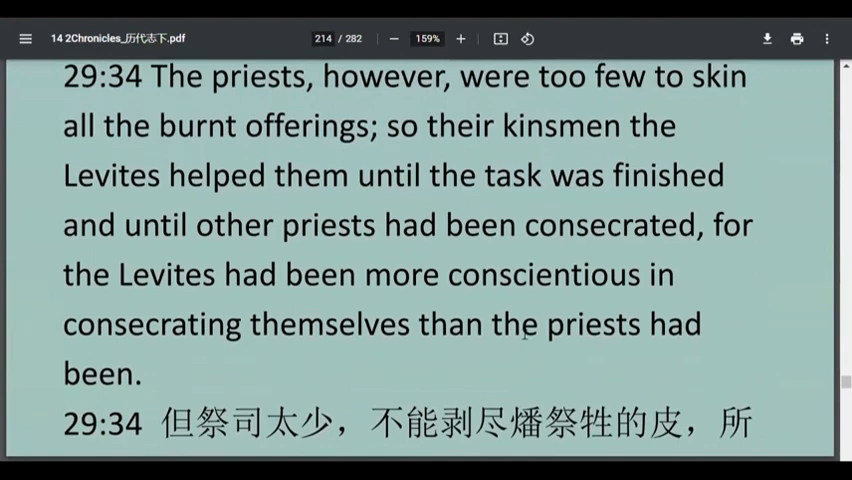 14 2Chronicles_历代志下.pdf 214 / 282 159%
29:34 The priests, however, were too few to skin
all the burnt offerings; so their kinsmen the
Levites helped them until the task was finished
and until other priests had been consecrated, for
the Levites had been more conscientious in
consecrating themselves than the priests had
been.
29:34 但祭司太少，不能剥尽燔祭牲的皮，所